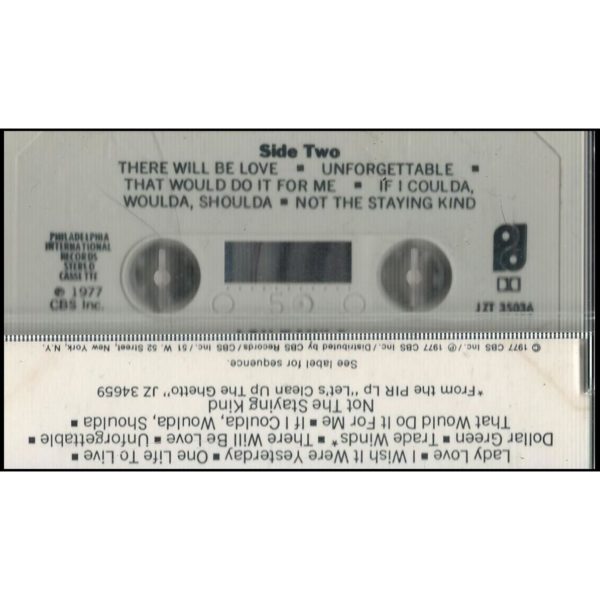 Side Two
THERE WILL BE LOVE ■ UNFORGETTABLE ■
THAT WOULD DO IT FOR ME ■ IF I COULDA,
WOULDA, SHOULDA ■ NOT THE STAYING KIND
PHILADELPHIA
INTERNATIONAL
RECORDS
STEREO
CASSETTE
℗ 1977
CBS Inc.
50
JZT 35036
Lady Love ■ I Wish It Were Yesterday ■ One Life To Live ■
Dollar Green ■ Trade Winds* ■ There Will Be Love ■ Unforgettable ■
That Would Do It For Me ■ If I Coulda, Woulda, Shoulda ■
Not The Staying Kind
*From the PIR Lp "Let's Clean Up The Ghetto" JZ 34659
See label for sequence.
© 1977 CBS Inc./℗ 1977 CBS Inc./Distributed by CBS Records/CBS Inc./51 W. 52 Street, New York, N.Y.